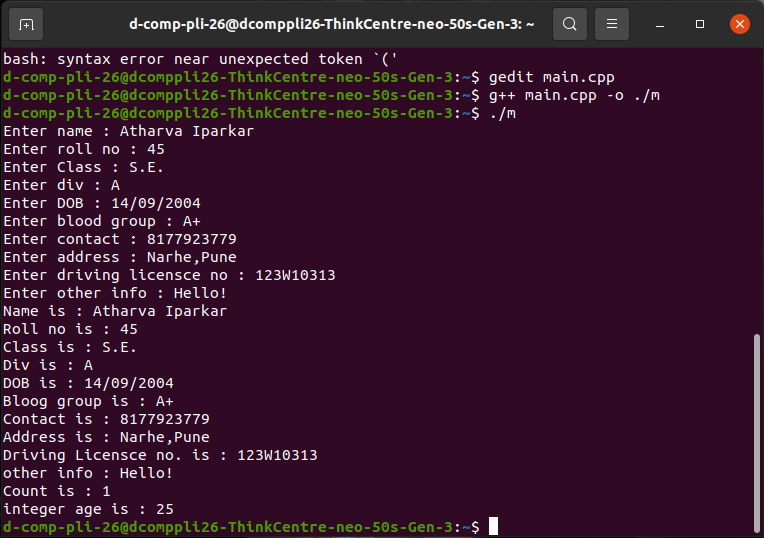 d-comp-pli-26@dcomppli26-ThinkCentre-neo-50s-Gen-3: ~
bash: syntax error near unexpected token `('
d-comp-pli-26@dcomppli26-ThinkCentre-neo-50s-Gen-3:~$ gedit main.cpp
d-comp-pli-26@dcomppli26-ThinkCentre-neo-50s-Gen-3:~$ g++ main.cpp -o ./m
d-comp-pli-26@dcomppli26-ThinkCentre-neo-50s-Gen-3:~$ ./m
Enter name : Atharva Iparkar
Enter roll no : 45
Enter Class : S.E.
Enter div : A
Enter DOB : 14/09/2004
Enter blood group : A+
Enter contact : 8177923779
Enter address : Narhe,Pune
Enter driving licensce no : 123W10313
Enter other info : Hello!
Name is : Atharva Iparkar
Roll no is : 45
Class is : S.E.
Div is : A
DOB is : 14/09/2004
Bloog group is : A+
Contact is : 8177923779
Address is : Narhe,Pune
Driving Licensce no. is : 123W10313
other info : Hello!
Count is : 1
integer age is : 25
d-comp-pli-26@dcomppli26-ThinkCentre-neo-50s-Gen-3:~$